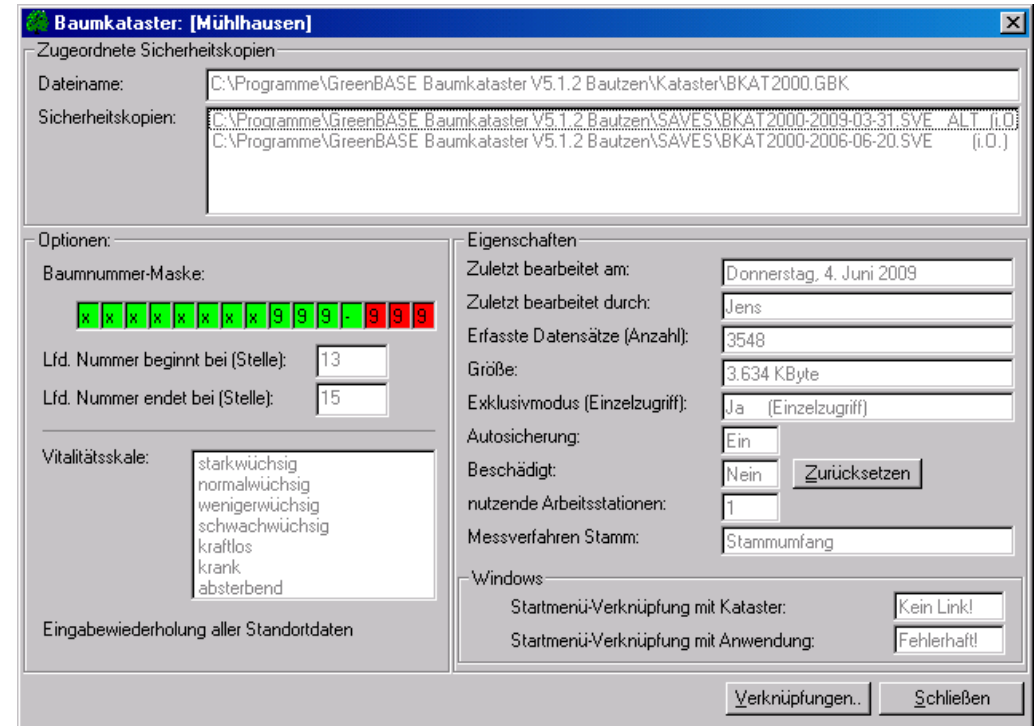 Baumkataster: [Mühlhausen]
Zugeordnete Sicherheitskopien
Dateiname: C:\Programme\GreenBASE Baumkataster V5.1.2 Bautzen\Kataster\BKAT2000.GBK
Sicherheitskopien: C:\Programme\GreenBASE Baumkataster V5.1.2 Bautzen\SAVES\BKAT2000-2009-03-31.SVE ALT (i.O
C:\Programme\GreenBASE Baumkataster V5.1.2 Bautzen\SAVES\BKAT2000-2006-06-20.SVE (i.O.)
Optionen:
Baumnummer-Maske:
x x x x x x x x 9 9 9 - 9 9 9
Lfd. Nummer beginnt bei (Stelle): 13
Lfd. Nummer endet bei (Stelle): 15
Vitalitätsskale: starkwüchsig
normalwüchsig
wenigerwüchsig
schwachwüchsig
kraftlos
krank
absterbend
Eingabewiederholung aller Standortdaten
Eigenschaften
Zuletzt bearbeitet am: Donnerstag, 4. Juni 2009
Zuletzt bearbeitet durch: Jens
Erfasste Datensätze (Anzahl): 3548
Größe: 3.634 KByte
Exklusivmodus (Einzelzugriff): Ja (Einzelzugriff)
Autosicherung: Ein
Beschädigt: Nein Zurücksetzen
nutzende Arbeitsstationen: 1
Messverfahren Stamm: Stammumfang
Windows
Startmenü-Verknüpfung mit Kataster: Kein Link!
Startmenü-Verknüpfung mit Anwendung: Fehlerhaft!
Verknüpfungen.. Schließen